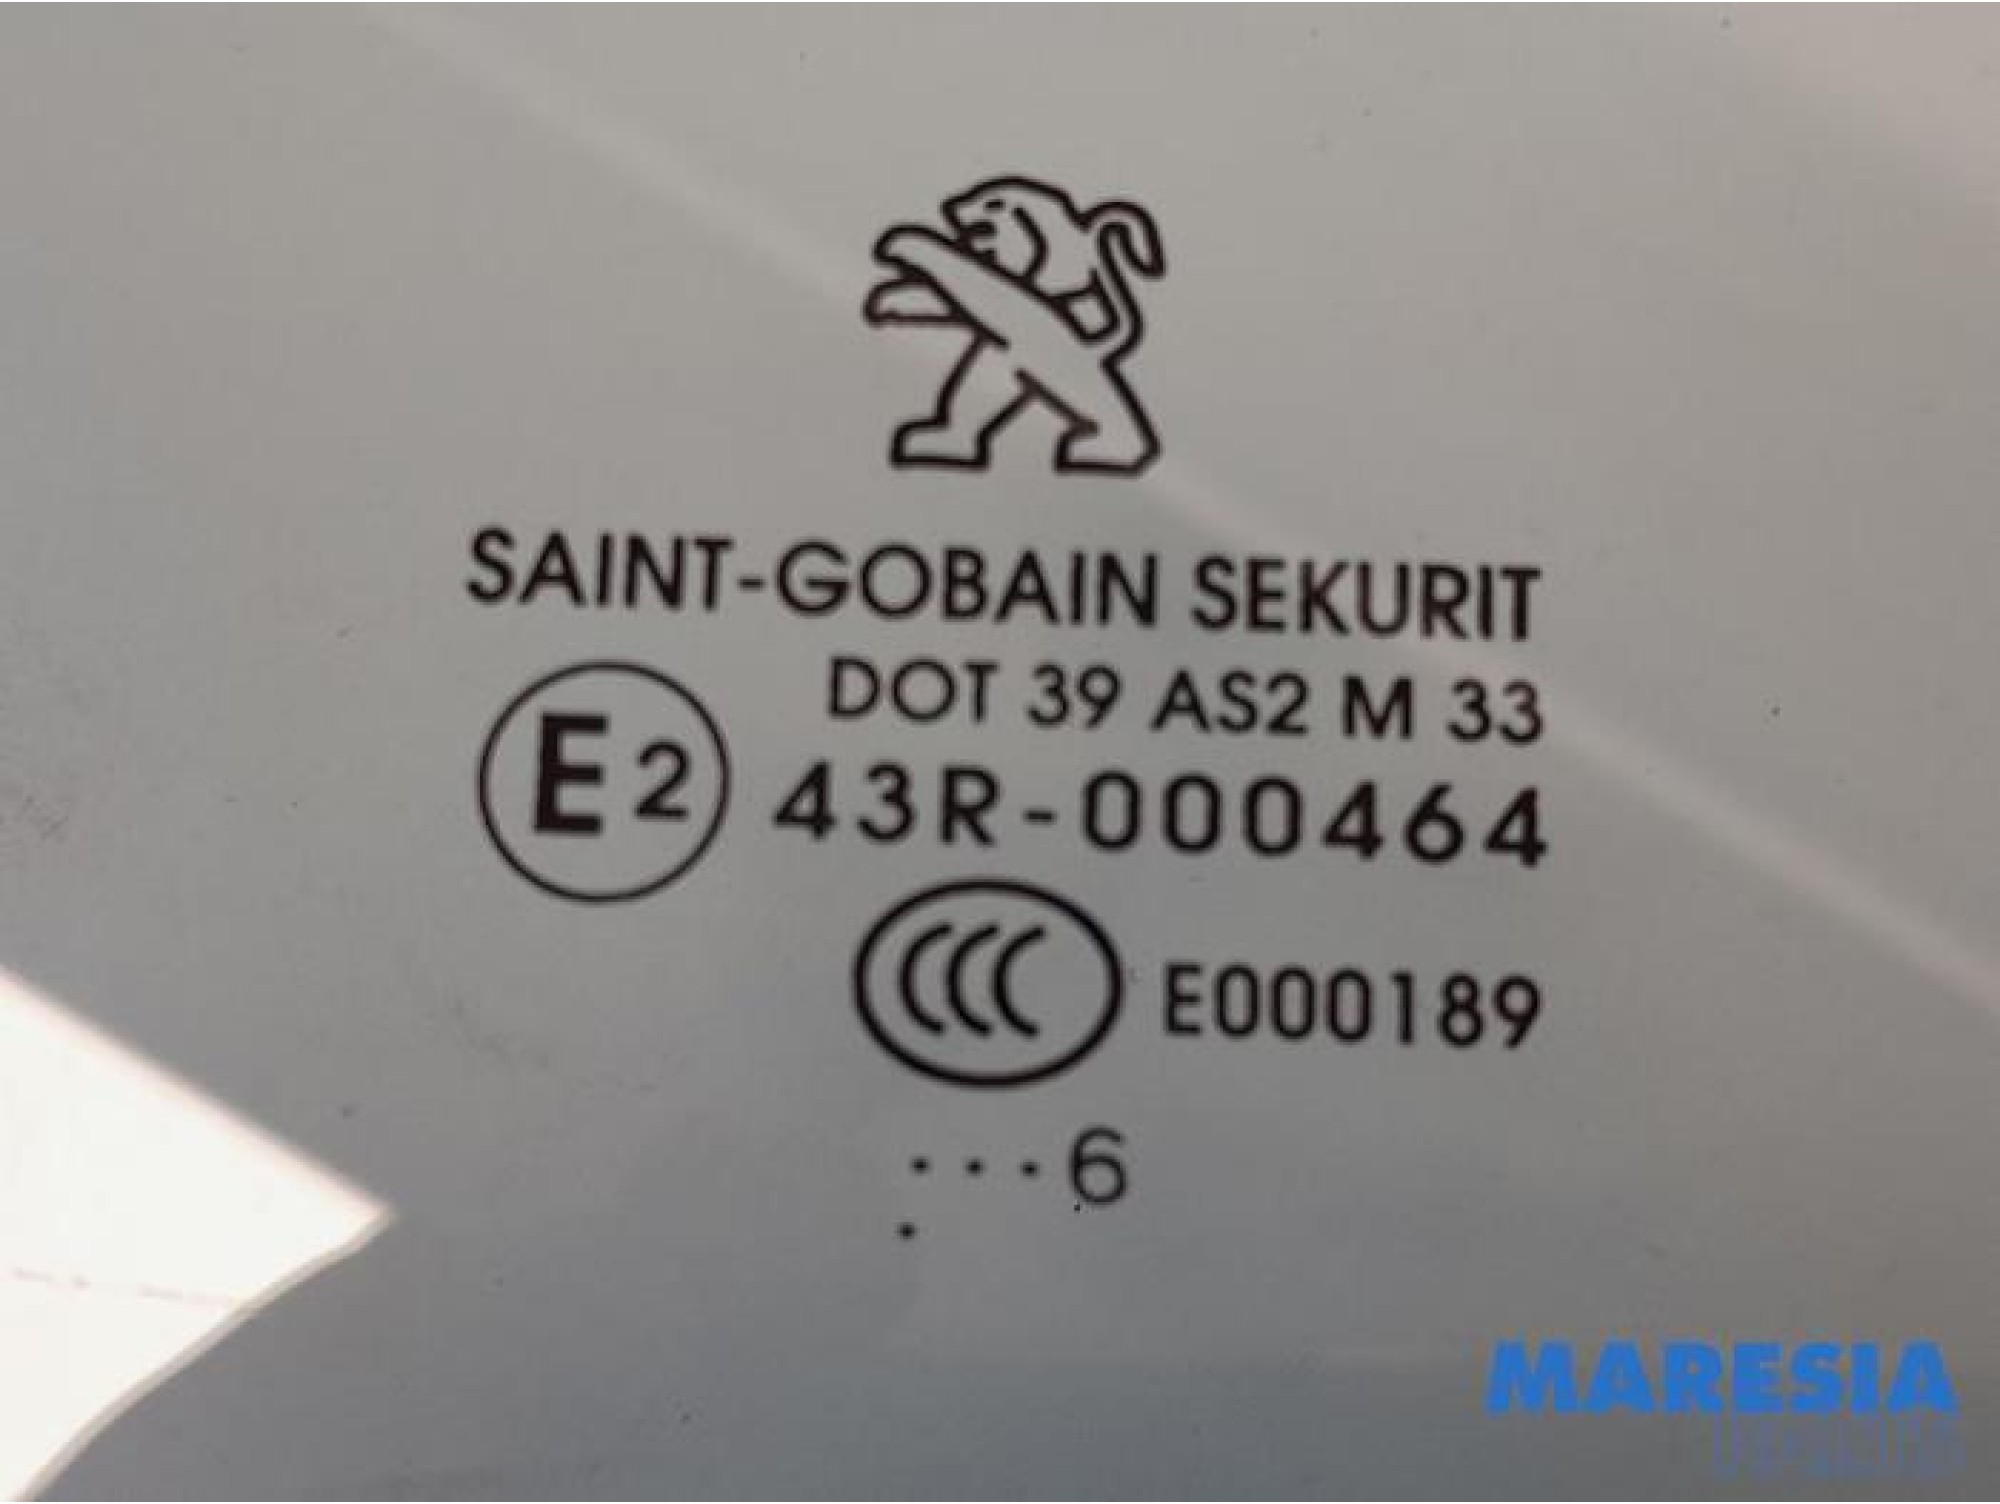 SAINT-GOBAIN SEKURIT
DOT 39 AS2 M 33
E2 43R-000464
CCC E000189
...6
.
MARESIA